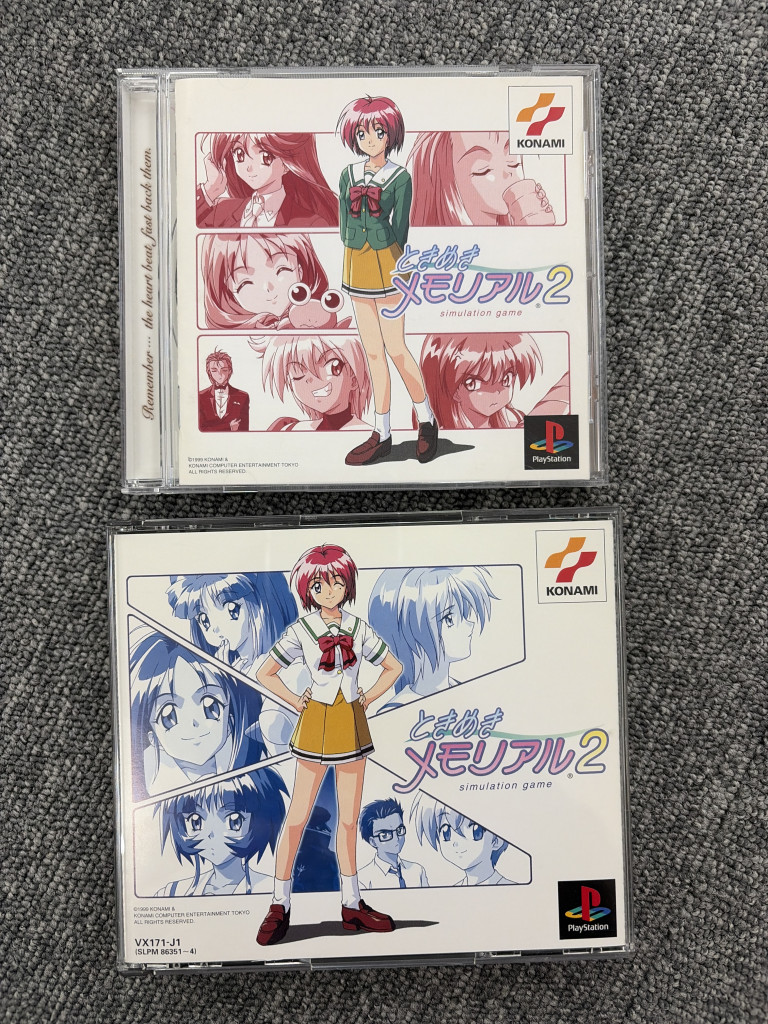 Remember… the heart beat, fast back them.
KONAMI
ときめき
メモリアル2
simulation game
©1999 KONAMI &
KONAMI COMPUTER ENTERTAINMENT TOKYO
ALL RIGHTS RESERVED.
PlayStation
KONAMI
ときめき
メモリアル2
simulation game
©1999 KONAMI &
KONAMI COMPUTER ENTERTAINMENT TOKYO.
ALL RIGHTS RESERVED.
VX171-J1
(SLPM 86351~4)
PlayStation